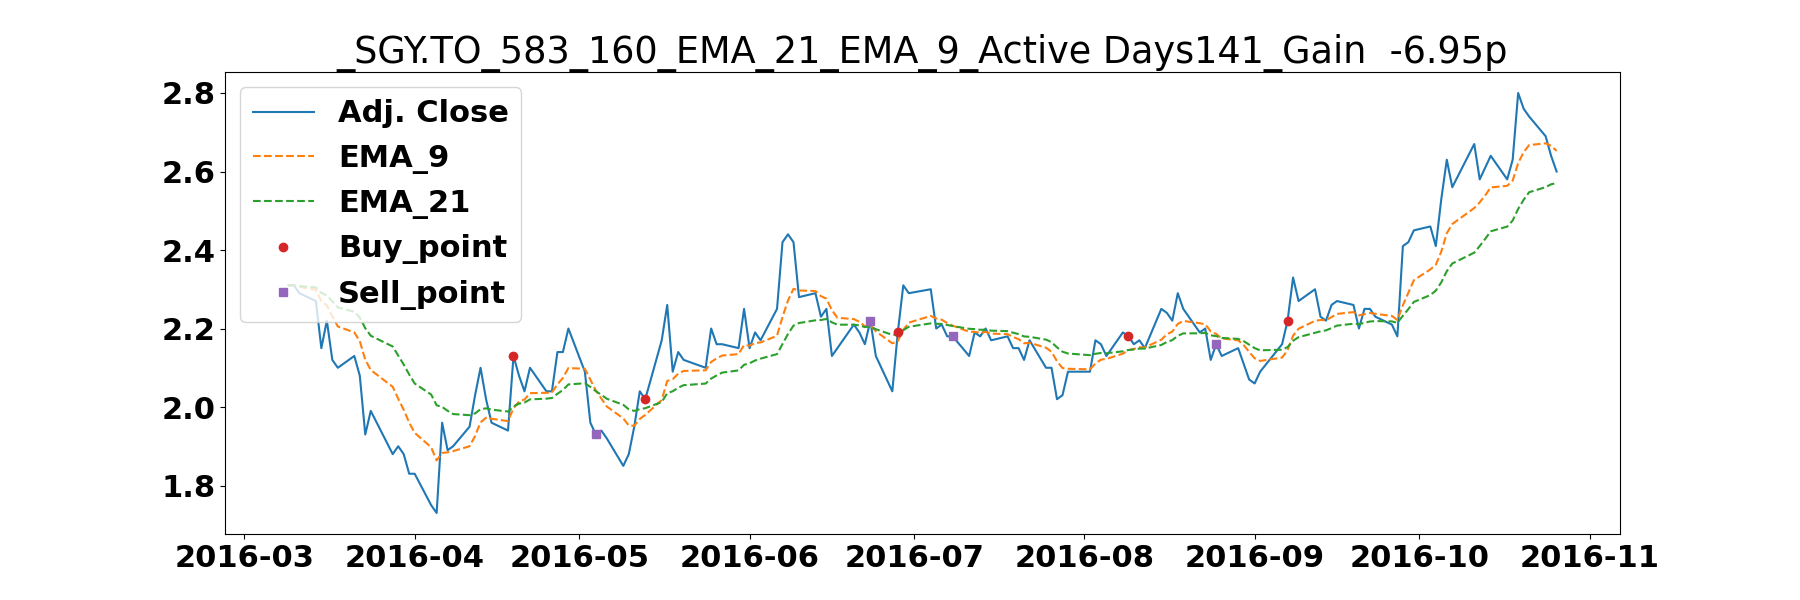 _SGY.TO_583_160_EMA_21_EMA_9_Active Days141_Gain  -6.95p
2.8
2.6
2.4
2.2
2.0
1.8
Adj. Close
EMA_9
EMA_21
Buy_point
Sell_point
2016-03 2016-04 2016-05 2016-06 2016-07 2016-08 2016-09 2016-10 2016-11